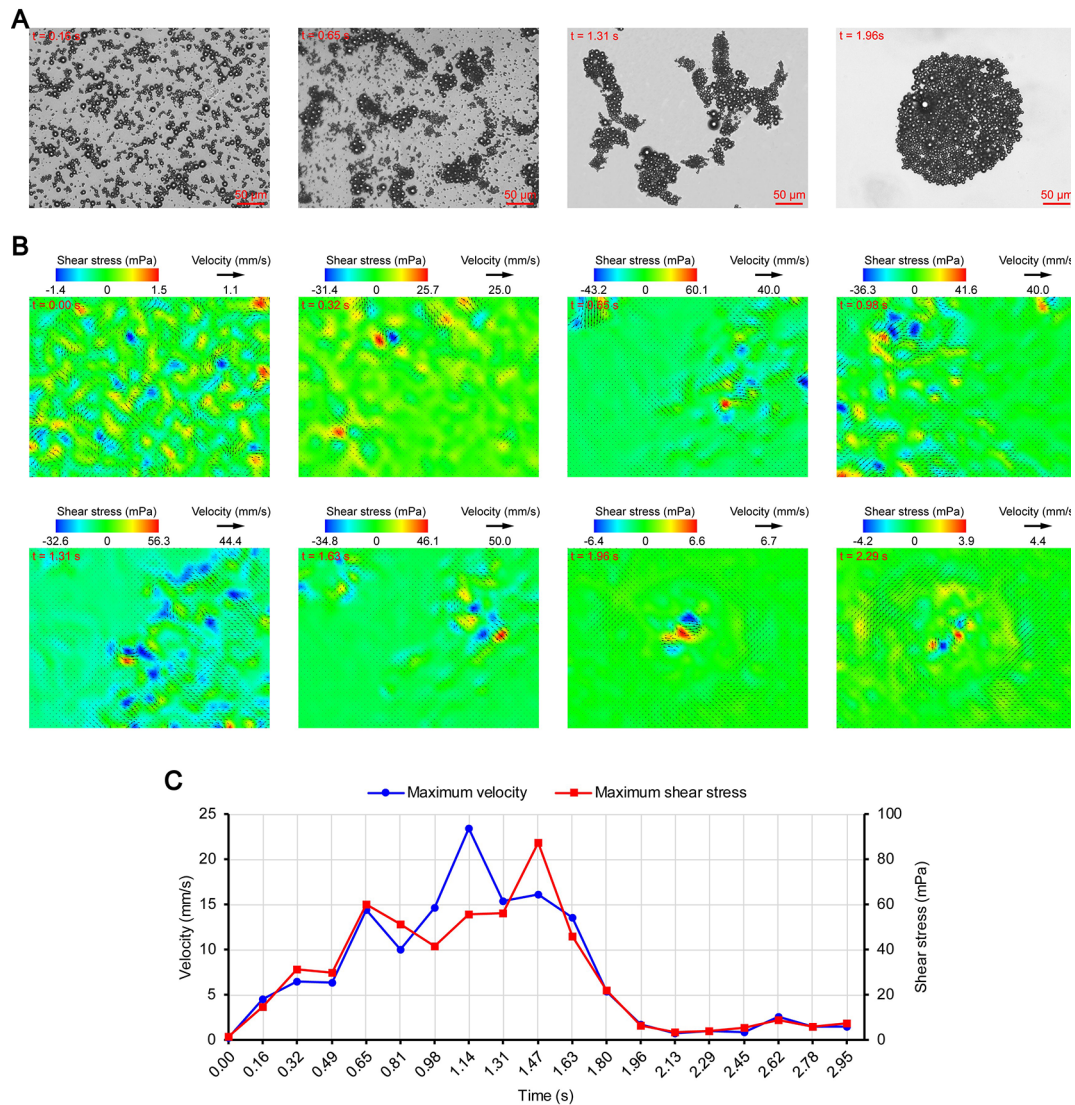 A
t = 0.15 s
t = 0.65 s
t = 1.31 s
t = 1.96s
50 μm
50 μm
50 μm
50 μm
B
Shear stress (mPa) Velocity (mm/s)
-1.4 0 1.5 1.1
t = 0.00 s
Shear stress (mPa) Velocity (mm/s)
-31.4 0 25.7 25.0
t = 0.32 s
Shear stress (mPa) Velocity (mm/s)
-43.2 0 60.1 40.0
t = 0.65 s
Shear stress (mPa) Velocity (mm/s)
-36.3 0 41.6 40.0
t = 0.98 s
Shear stress (mPa) Velocity (mm/s)
-32.6 0 56.3 44.4
t = 1.31 s
Shear stress (mPa) Velocity (mm/s)
-34.8 0 46.1 50.0
t = 1.63 s
Shear stress (mPa) Velocity (mm/s)
-6.4 0 6.6 6.7
t = 1.96 s
Shear stress (mPa) Velocity (mm/s)
-4.2 0 3.9 4.4
t = 2.29 s
C
Maximum velocity Maximum shear stress
25
20
15
10
5
0
Velocity (mm/s)
100
80
60
40
20
0
Shear stress (mPa)
0.00 0.16 0.32 0.49 0.65 0.81 0.98 1.14 1.31 1.47 1.63 1.80 1.96 2.13 2.29 2.45 2.62 2.78 2.95
Time (s)